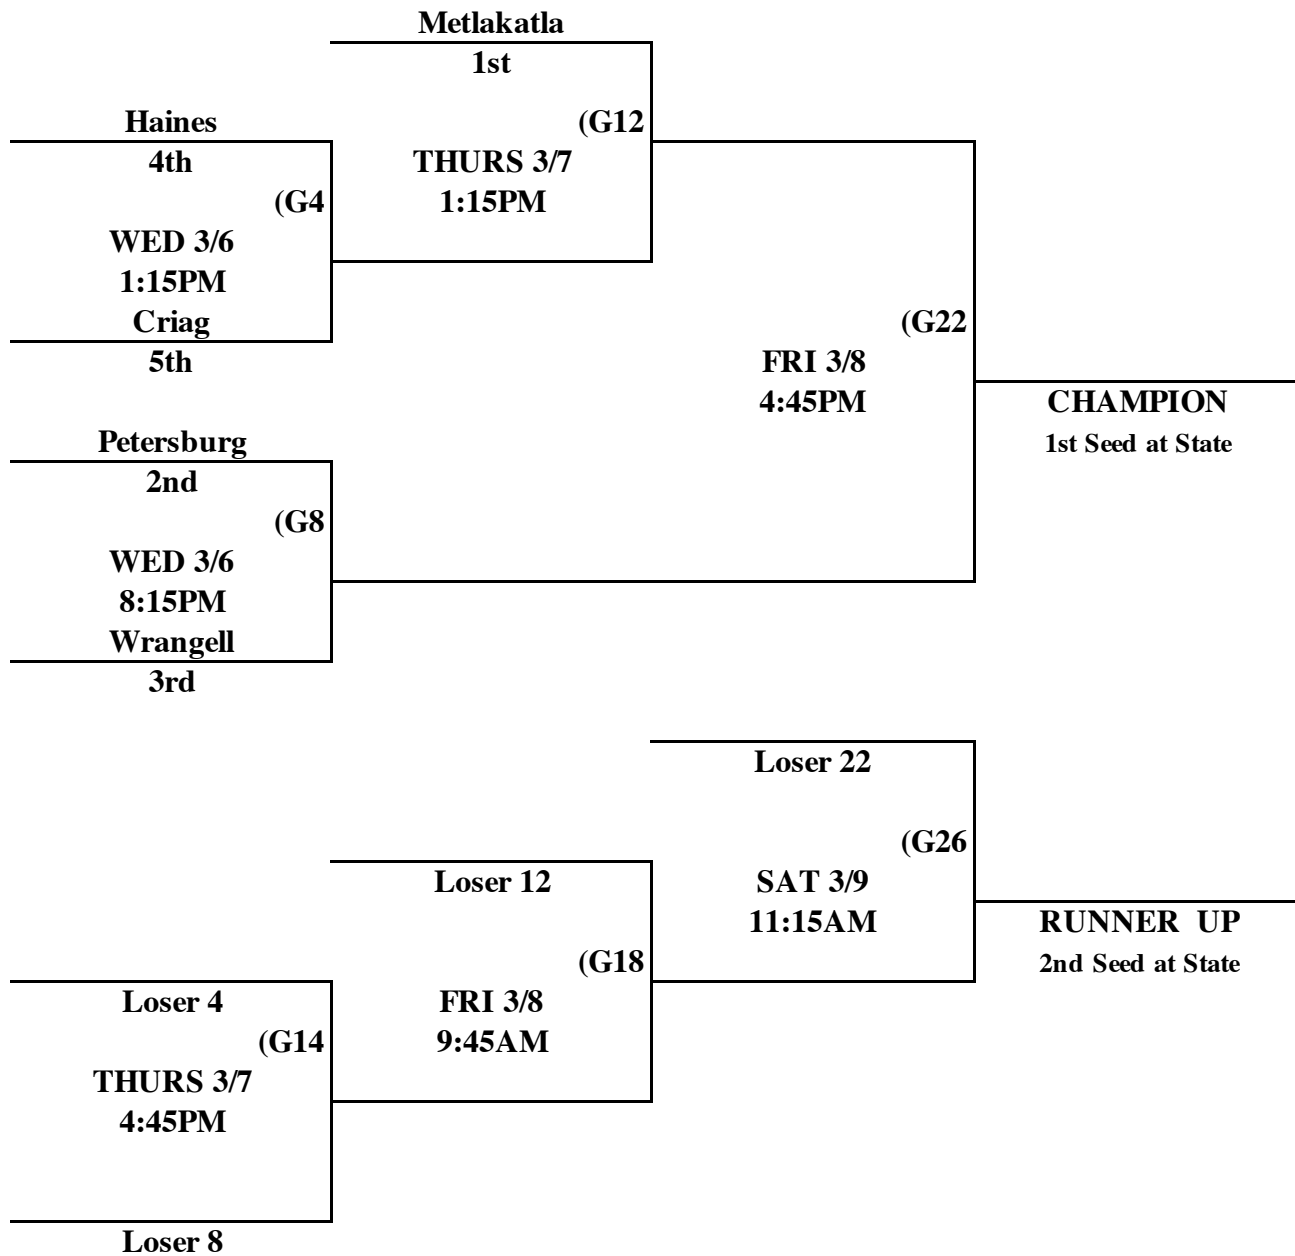 Metlakatla
1st
Haines
(G12
4th
THURS 3/7
(G4
1:15PM
WED 3/6
1:15PM
Criag
(G22
5th
FRI 3/8
4:45PM
CHAMPION
Petersburg
1st Seed at State
2nd
(G8
WED 3/6
8:15PM
Wrangell
3rd
Loser 22
(G26
Loser 12
SAT 3/9
11:15AM
RUNNER UP
(G18
2nd Seed at State
Loser 4
FRI 3/8
(G14
9:45AM
THURS 3/7
4:45PM
Loser 8